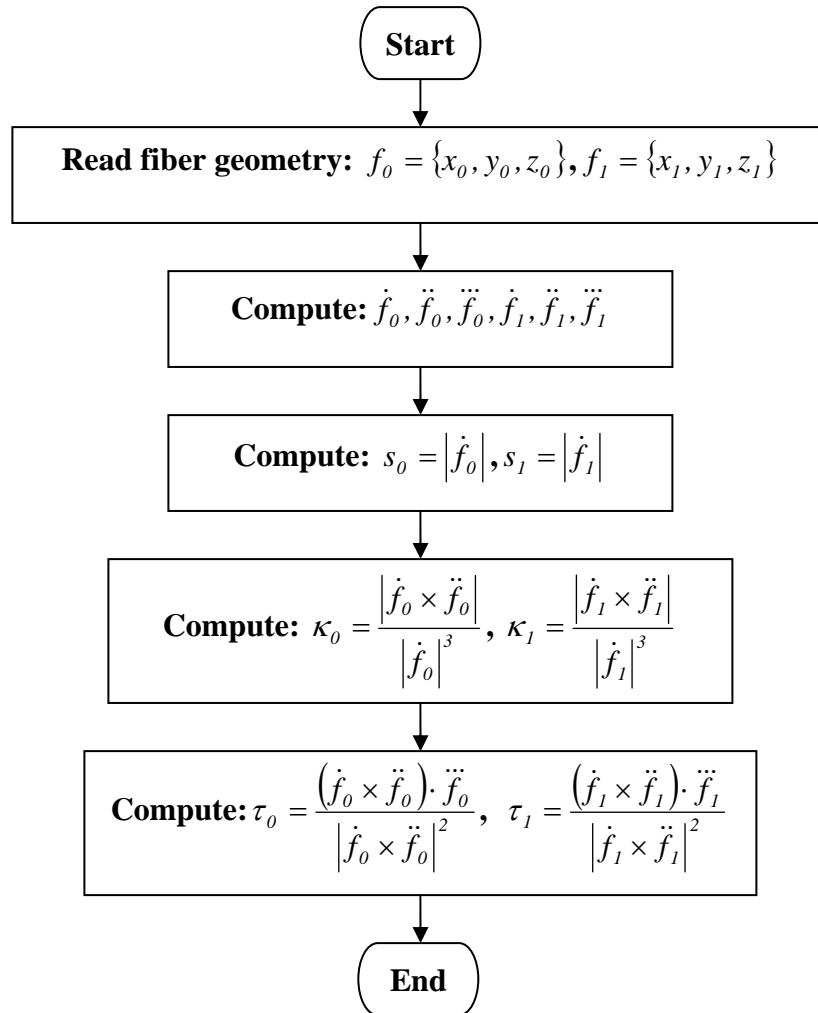 Start
Read fiber geometry: f₀ = {x₀, y₀, z₀}, f₁ = {x₁, y₁, z₁}
Compute: ḟ₀, f̈₀, f⃛₀, ḟ₁, f̈₁, f⃛₁
Compute: s₀ = |ḟ₀|, s₁ = |ḟ₁|
Compute: κ₀ = |ḟ₀ × f̈₀| / |ḟ₀|³, κ₁ = |ḟ₁ × f̈₁| / |ḟ₁|³
Compute: τ₀ = (ḟ₀ × f̈₀) · f⃛₀ / |ḟ₀ × f̈₀|², τ₁ = (ḟ₁ × f̈₁) · f⃛₁ / |ḟ₁ × f̈₁|²
End